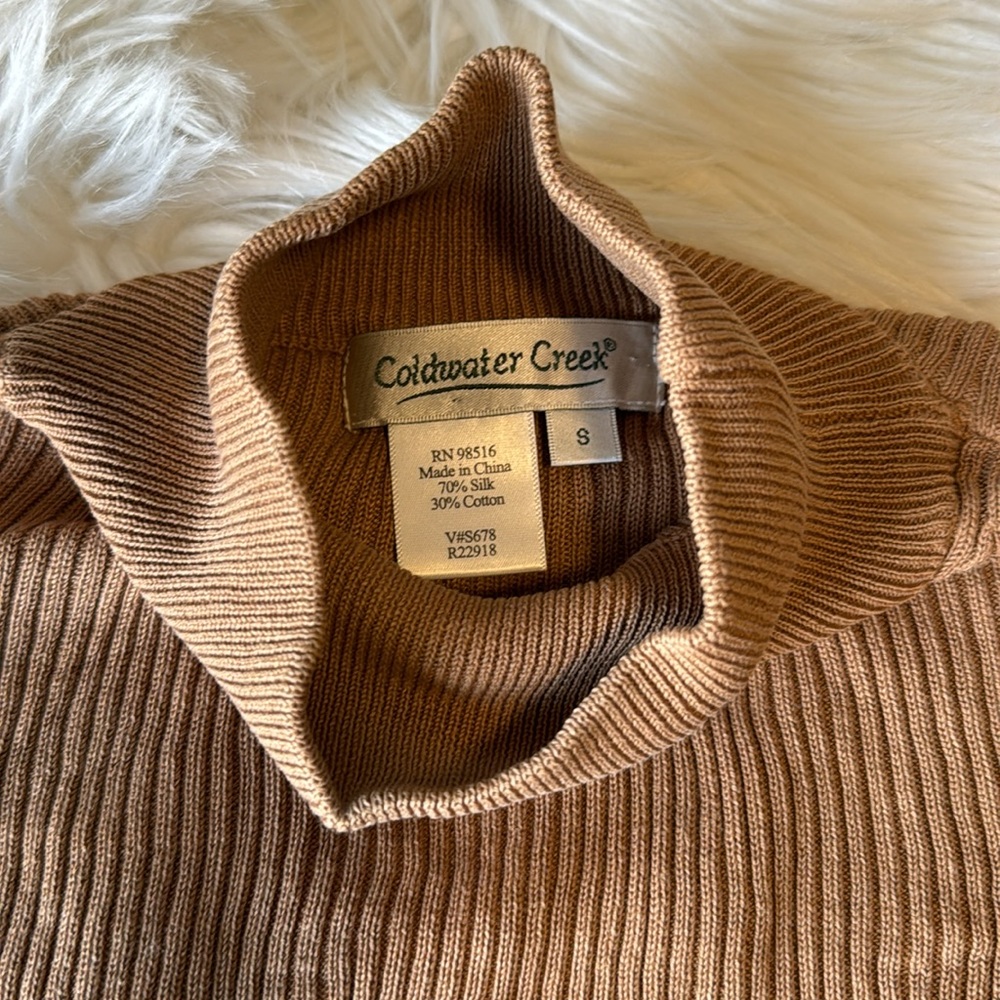 Coldwater Creek®
S
RN 98516
Made in China
70% Silk
30% Cotton
V#S678
R22918